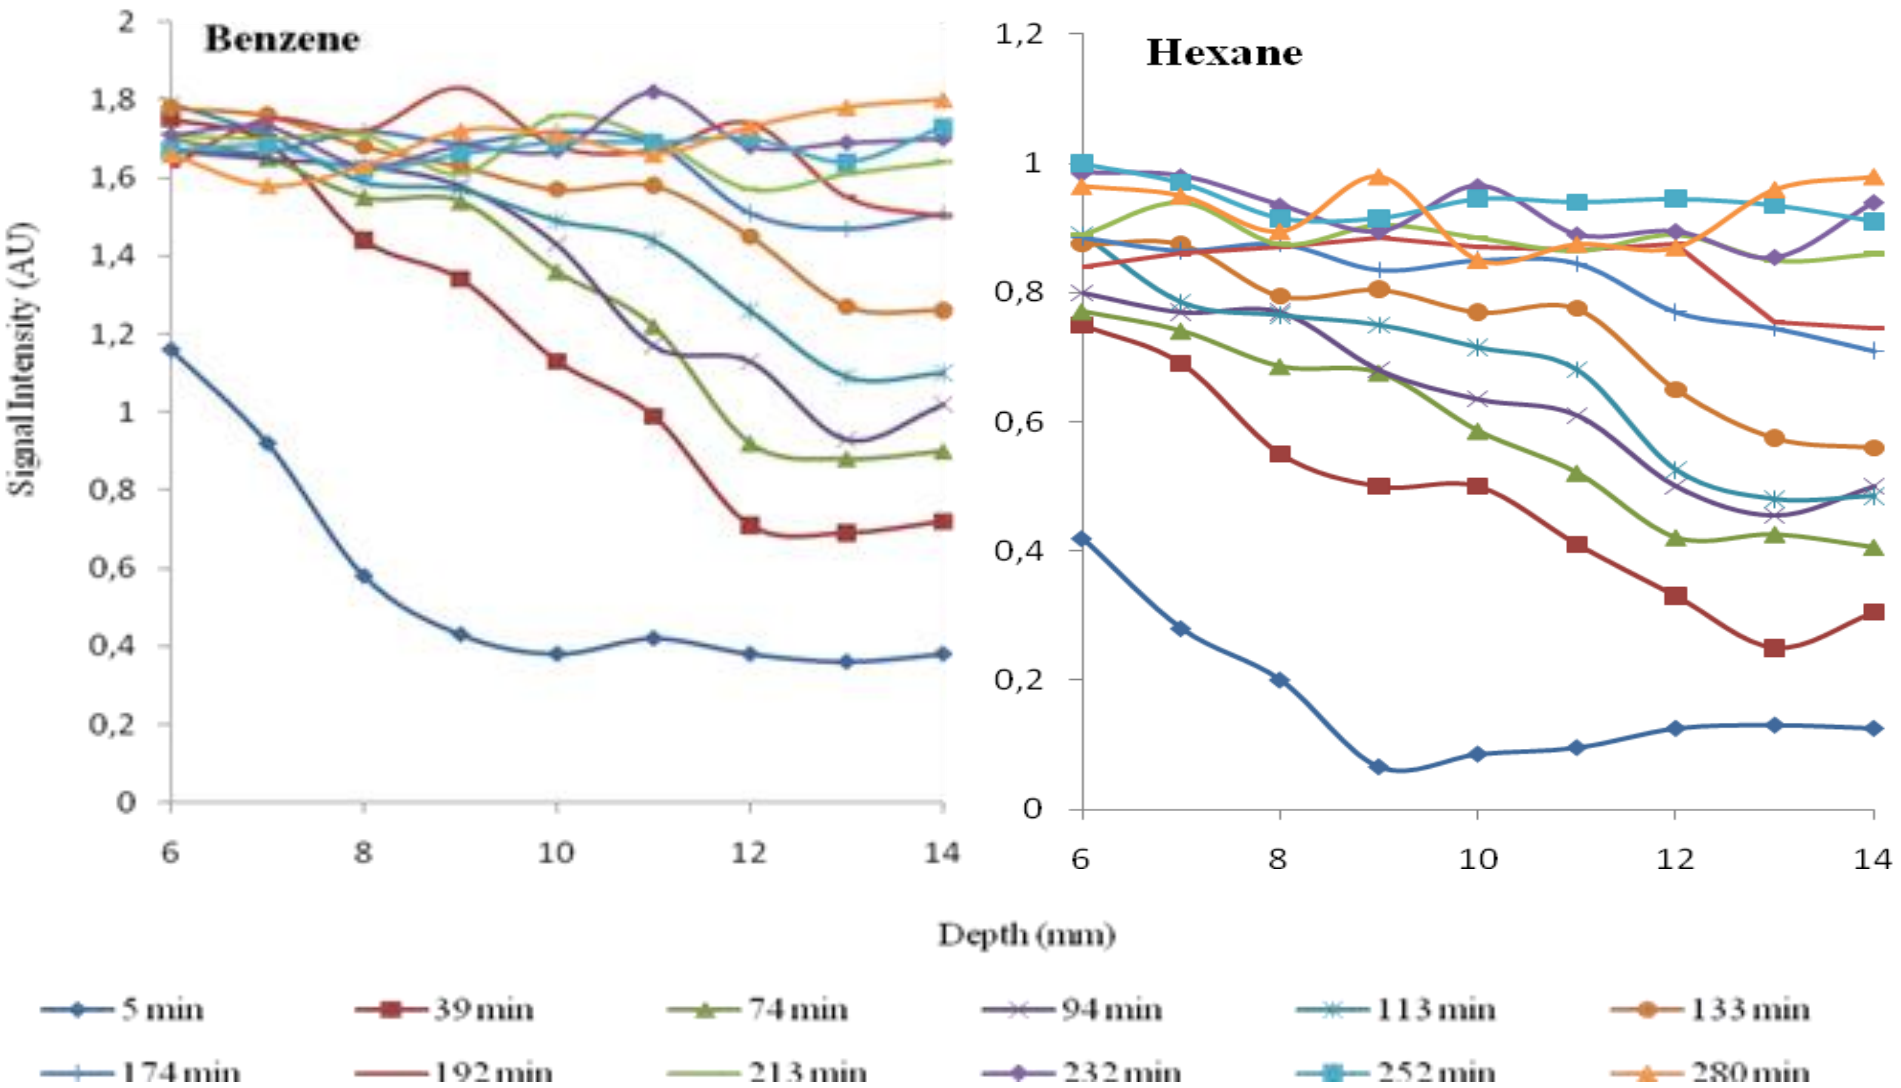 Benzene
Signal Intensity (AU)
2
1,8
1,6
1,4
1,2
1
0,8
0,6
0,4
0,2
0
6 8 10 12 14
Hexane
1,2
1
0,8
0,6
0,4
0,2
0
6 8 10 12 14
Depth (mm)
5 min 39 min 74 min 94 min 113 min 133 min
174 min 192 min 213 min 232 min 252 min 280 min